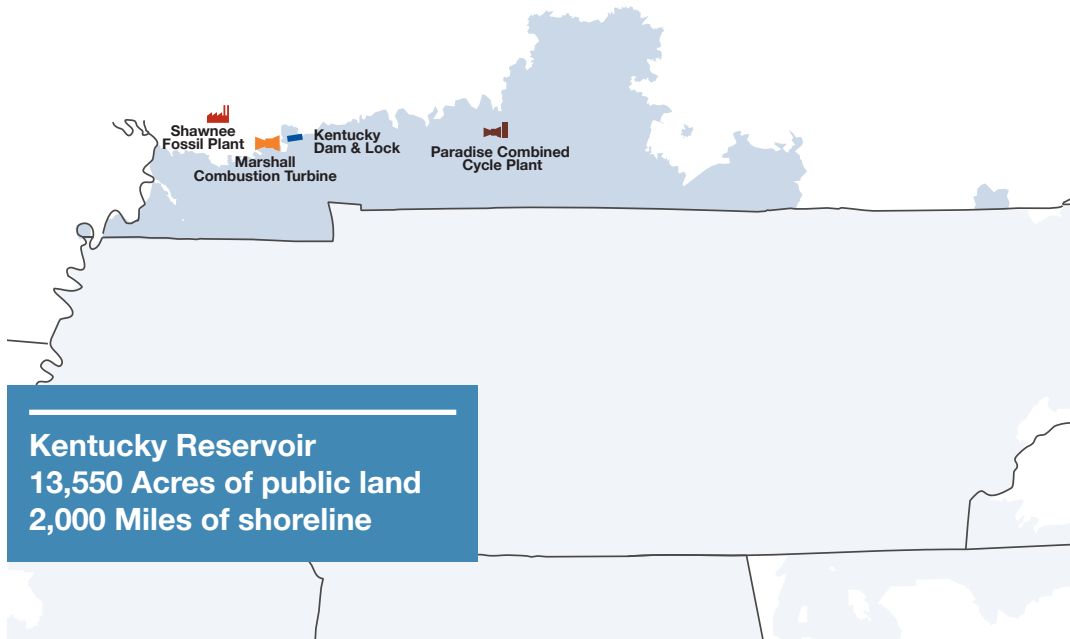 Shawnee
Fossil Plant
Marshall
Combustion Turbine
Kentucky
Dam & Lock
Paradise Combined
Cycle Plant
Kentucky Reservoir
13,550 Acres of public land
2,000 Miles of shoreline